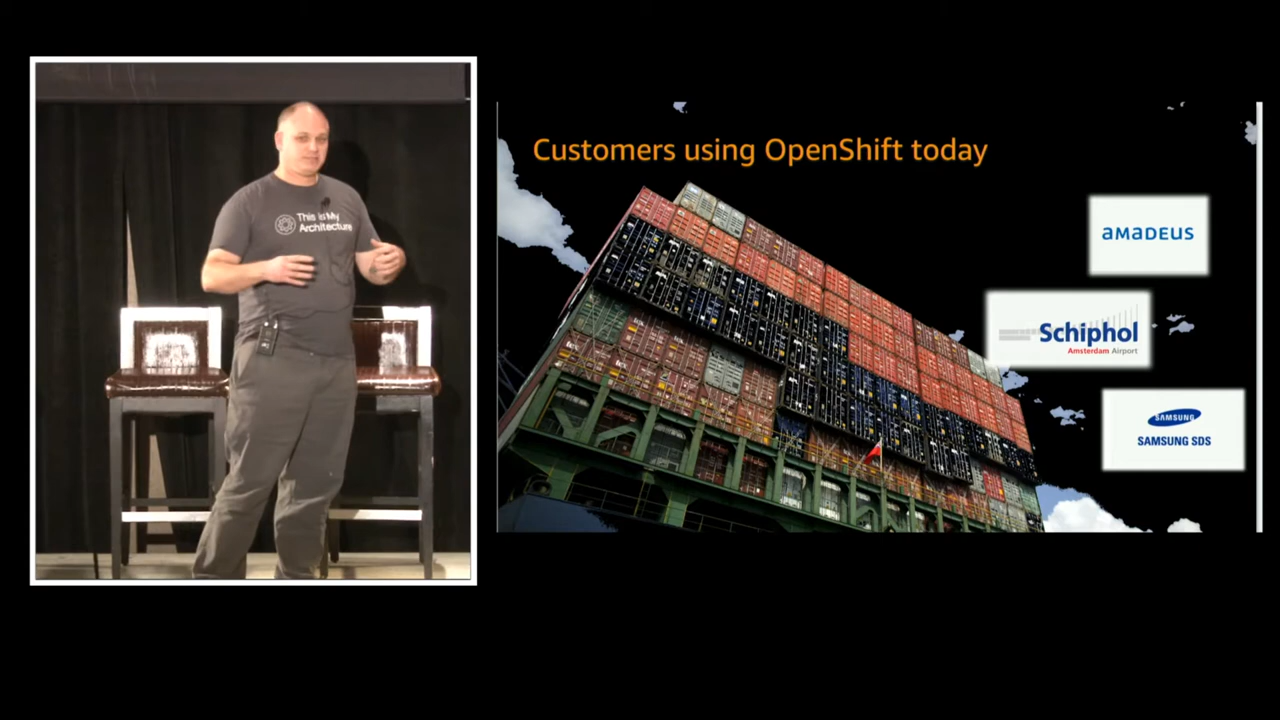 This Is My
Architecture
Customers using OpenShift today
amadeus
Schiphol
Amsterdam Airport
SAMSUNG
SAMSUNG SDS